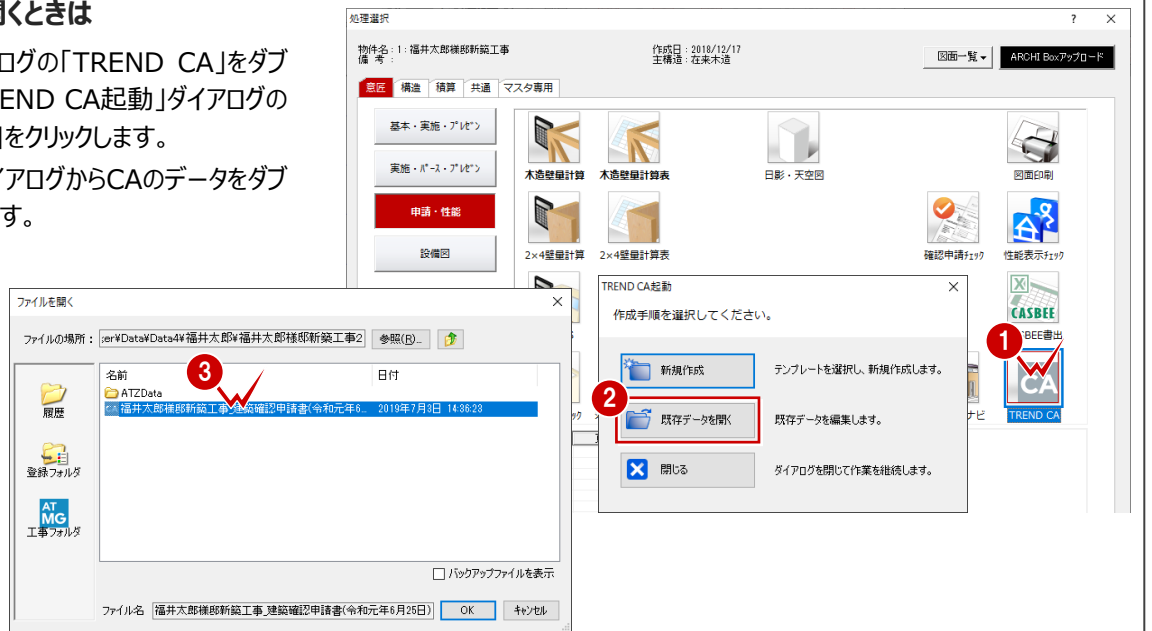 開くときは
ログの「TREND CA」をダブ
END CA起動」ダイアログの
」をクリックします。
イアログからCAのデータをダブ
す。
処理選択
? ×
物件名 : 1 : 福井太郎様邸新築工事
備 考 :
作成日 : 2018/12/17
主構造 : 在来木造
図面一覧
ARCHI Boxアップロード
意匠 構造 積算 共通 マスタ専用
基本・実施・プレゼン
実施・パース・プレゼン
申請・性能
設備図
木造壁量計算
木造壁量計算表
日影・天空図
図面印刷
2×4壁量計算
2×4壁量計算表
確認申請チェック
性能表示チェック
CASBEE
BEE書出
1
CA
TREND CA
ナビ
TREND CA起動
×
作成手順を選択してください。
新規作成
テンプレートを選択し、新規作成します。
2
既存データを開く
既存データを編集します。
閉じる
ダイアログを閉じて作業を継続します。
ファイルを開く
×
ファイルの場所 :
;er¥Data¥Data4¥福井太郎¥福井太郎様邸新築工事2
参照(R)...
名前
日付
3
ATZData
福井太郎様邸新築工事_建築確認申請書(令和元年6...
2019年7月3日 14:36:23
履歴
登録フォルダ
AT
MG
工事フォルダ
バックアップファイルを表示
ファイル名
福井太郎様邸新築工事_建築確認申請書(令和元年6月25日)
OK
キャンセル